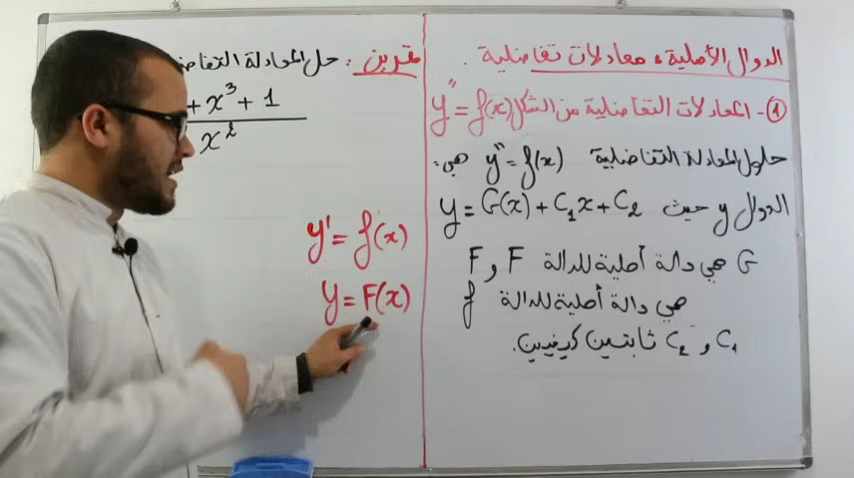 الدوال الأصلية ، معادلات تفاضلية .
①- المعادلات التفاضلية من الشكل y'' = f(x)
حلول المعادلة التفاضلية y'' = f(x) هي:
الدوال y حيث y = G(x) + C₁x + C₂
G هي دالة أصلية للدالة F و F
هي دالة أصلية للدالة f
C₁ و C₂ ثابتين كيفيين.
تمرين : حل المعادلة
+ x³ + 1
x²
y' = f(x)
y = F(x)